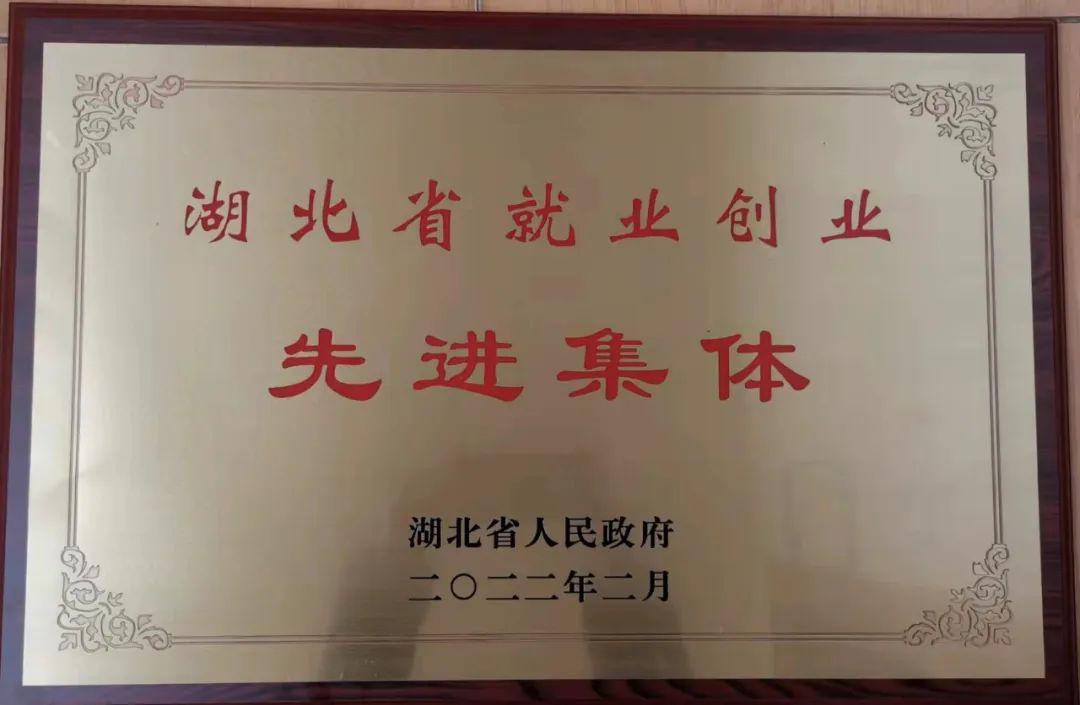 湖北省就业创业
先进集体
湖北省人民政府
二〇二二年二月